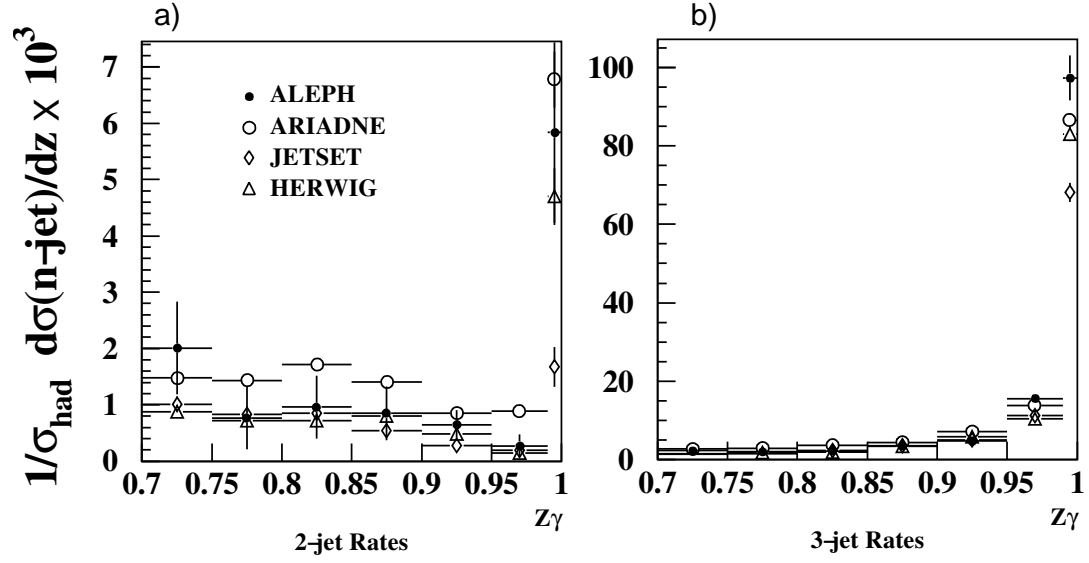 a)
1/σhad dσ(n–jet)/dz × 10³
7
6
5
4
3
2
1
0
ALEPH
ARIADNE
JETSET
HERWIG
0.7 0.75 0.8 0.85 0.9 0.95 1
zγ
2–jet Rates
b)
100
80
60
40
20
0
0.7 0.75 0.8 0.85 0.9 0.95 1
zγ
3–jet Rates